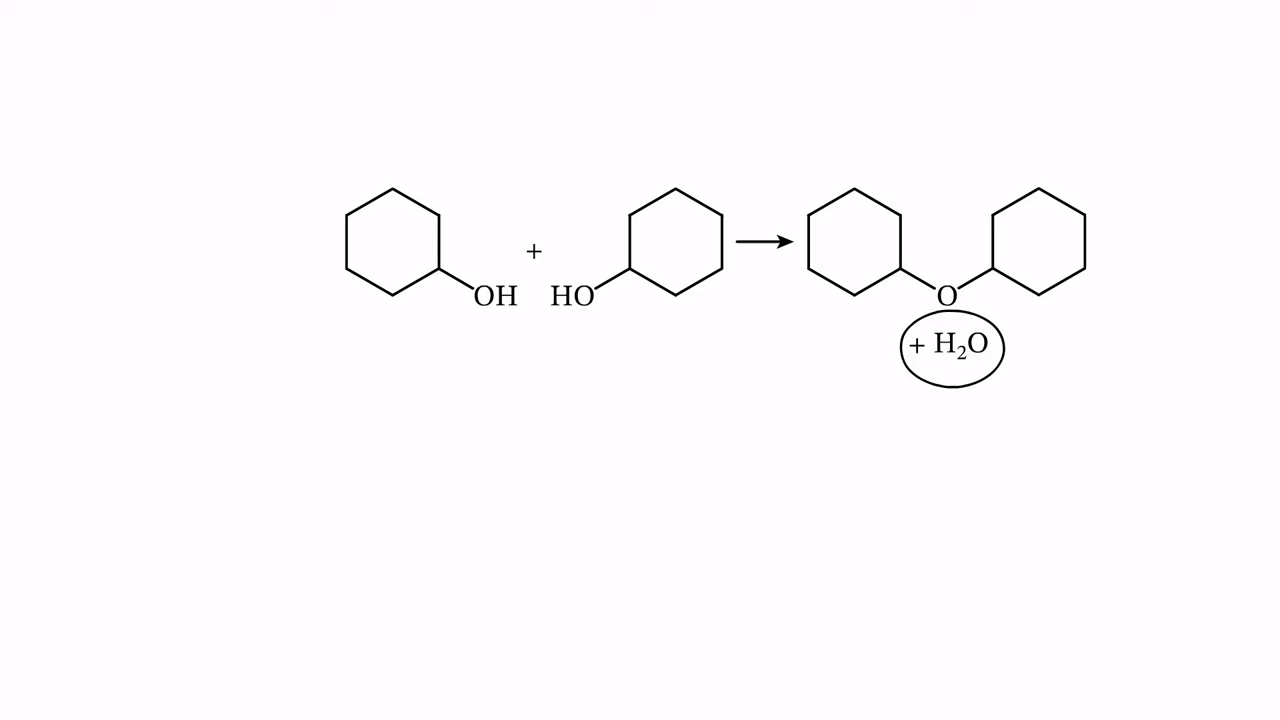 +
OH HO O
+ H₂O